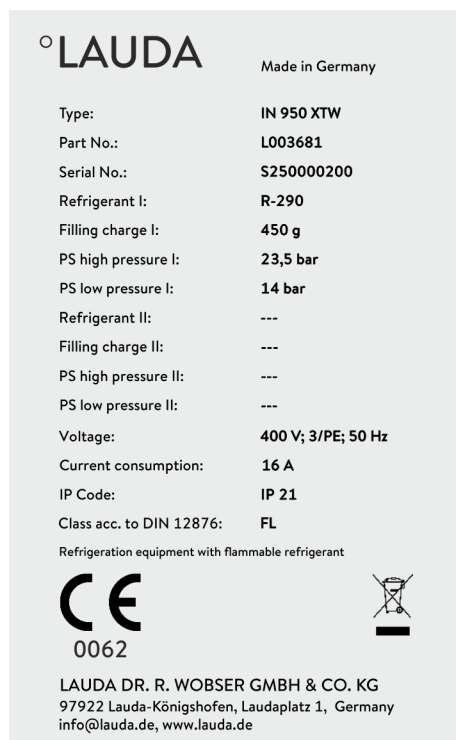 °LAUDA
Made in Germany
Type: IN 950 XTW
Part No.: L003681
Serial No.: S250000200
Refrigerant I: R-290
Filling charge I: 450 g
PS high pressure I: 23,5 bar
PS low pressure I: 14 bar
Refrigerant II: ---
Filling charge II: ---
PS high pressure II: ---
PS low pressure II: ---
Voltage: 400 V; 3/PE; 50 Hz
Current consumption: 16 A
IP Code: IP 21
Class acc. to DIN 12876: FL
Refrigeration equipment with flammable refrigerant
CE
0062
LAUDA DR. R. WOBSER GMBH & CO. KG
97922 Lauda-Königshofen, Laudaplatz 1, Germany
info@lauda.de, www.lauda.de